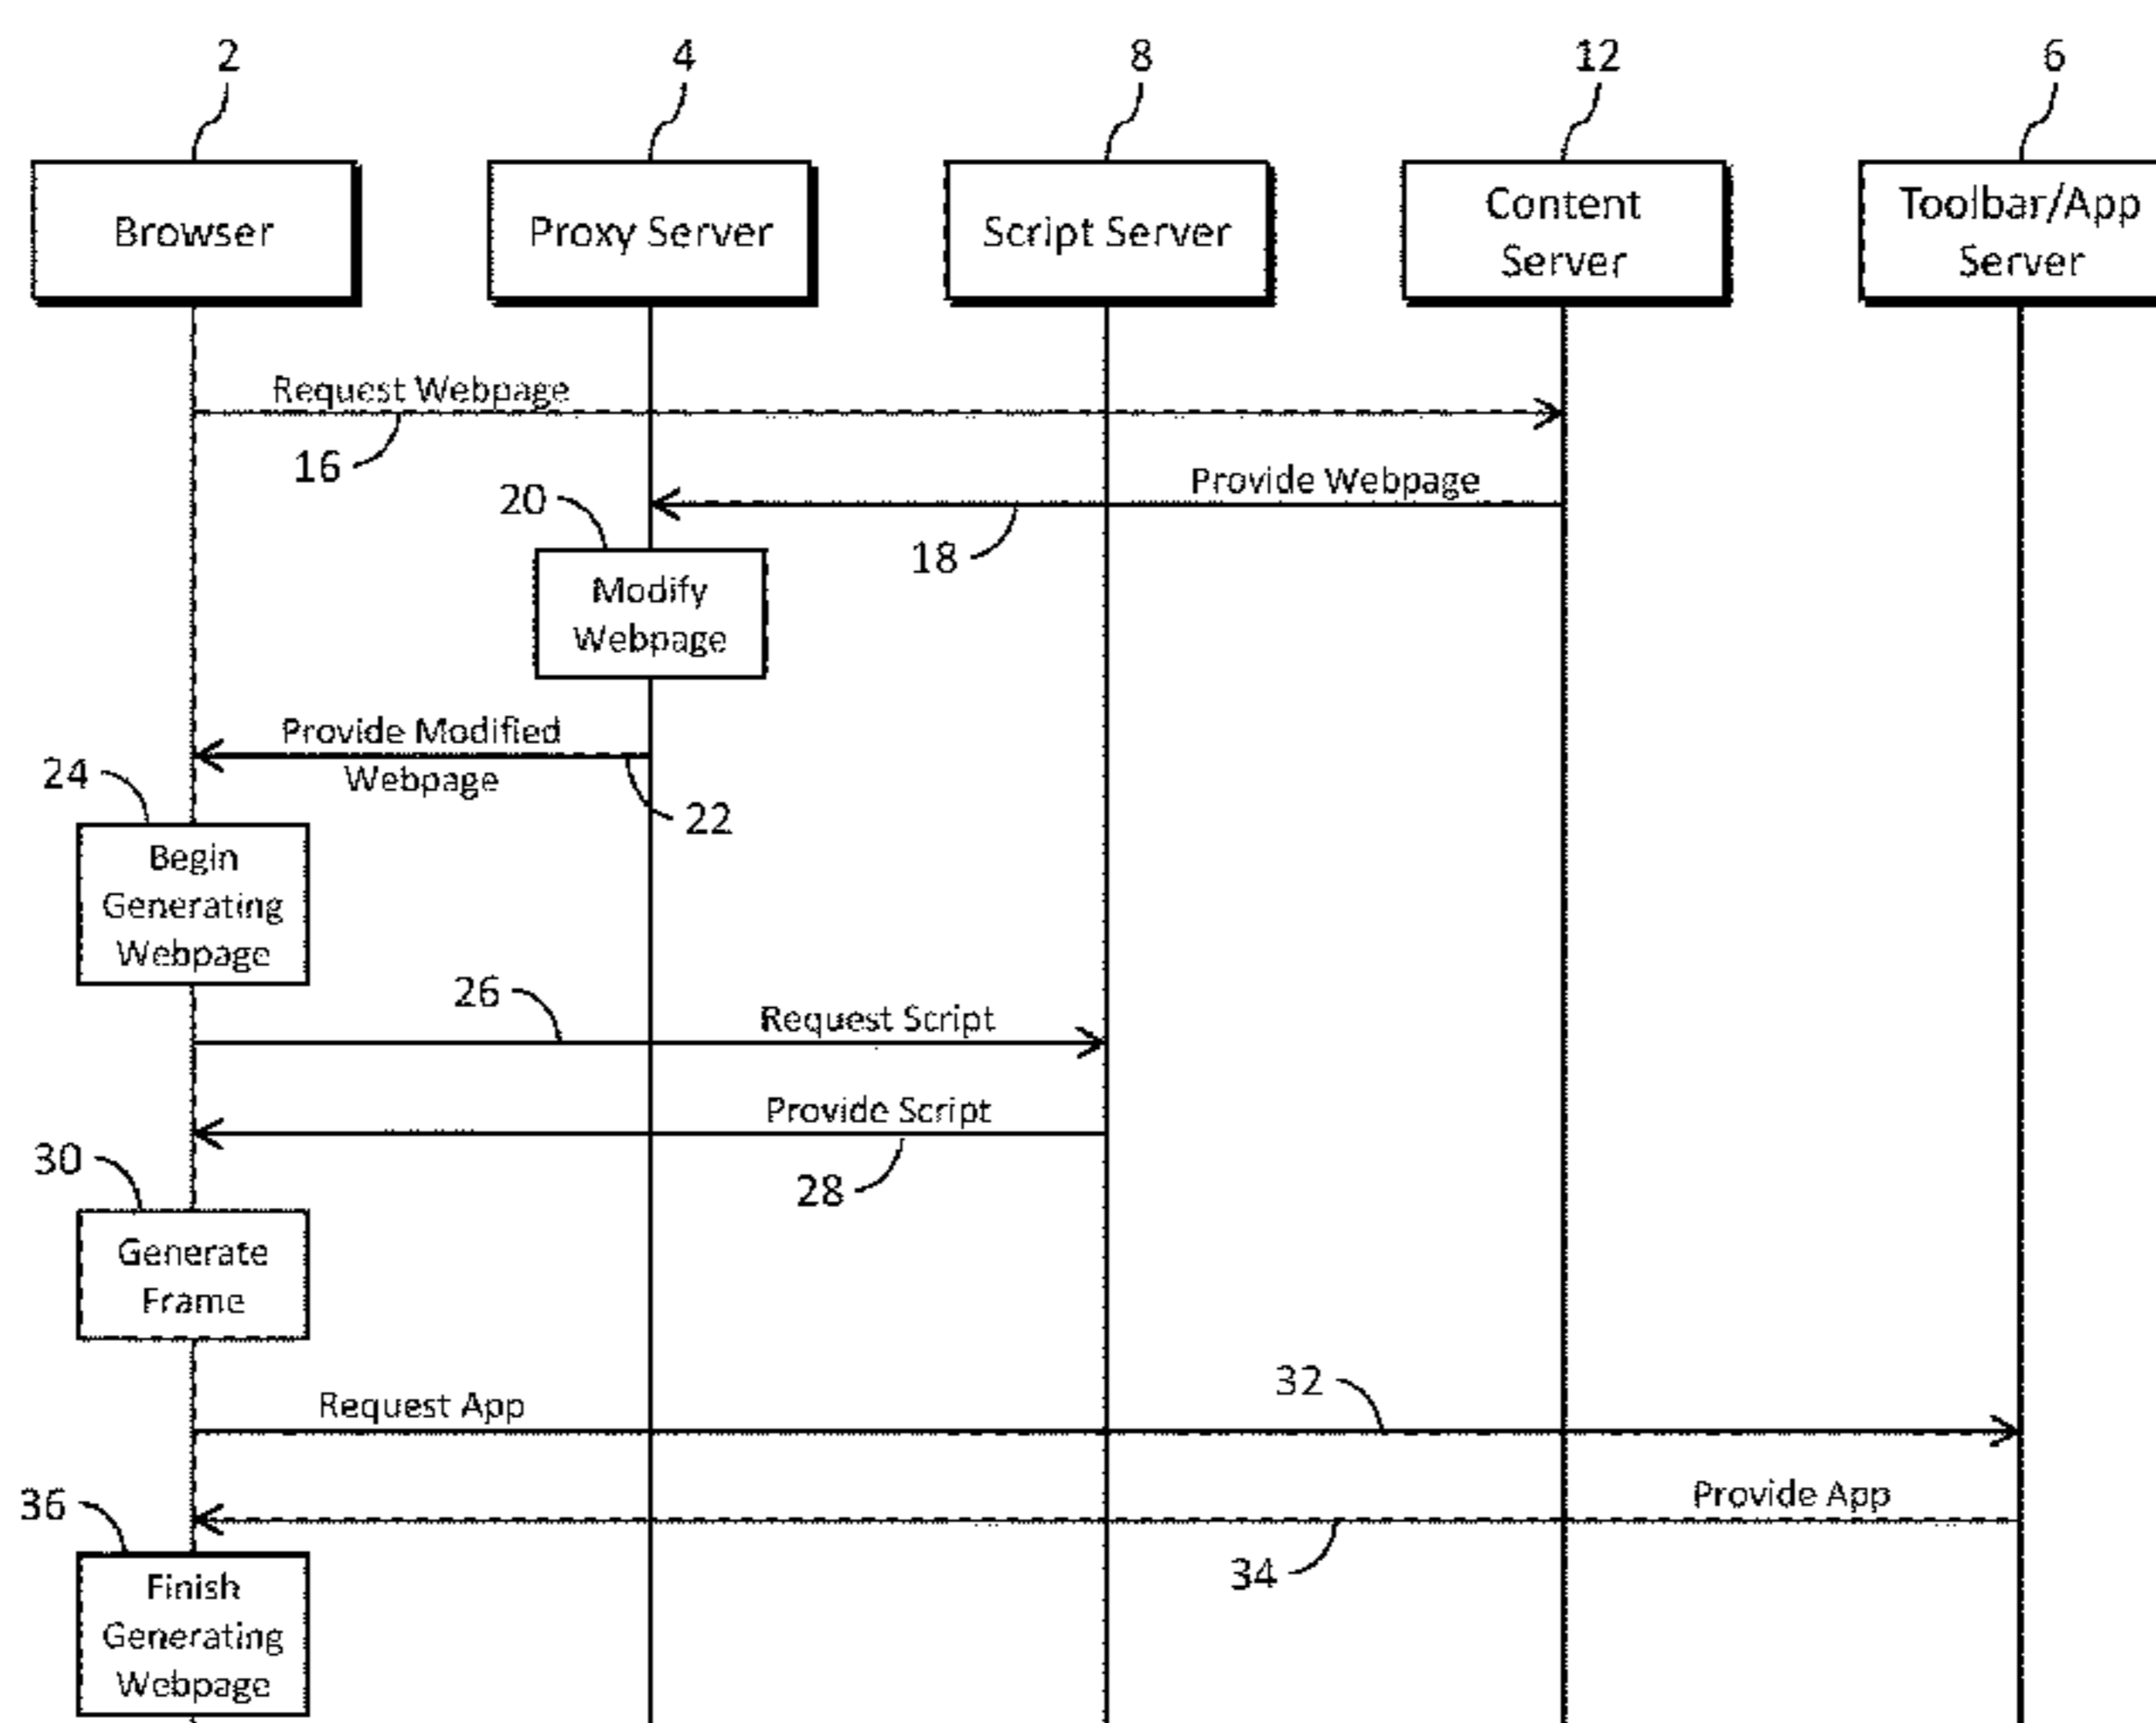 2
4
8
12
6
Browser
Proxy Server
Script Server
Content
Server
Toolbar/App
Server
Request Webpage
16
Provide Webpage
18
20
Modify
Webpage
Provide Modified
Webpage
22
24
Begin
Generating
Webpage
26
Request Script
Provide Script
28
30
Generate
Frame
Request App
32
Provide App
34
36
Finish
Generating
Webpage